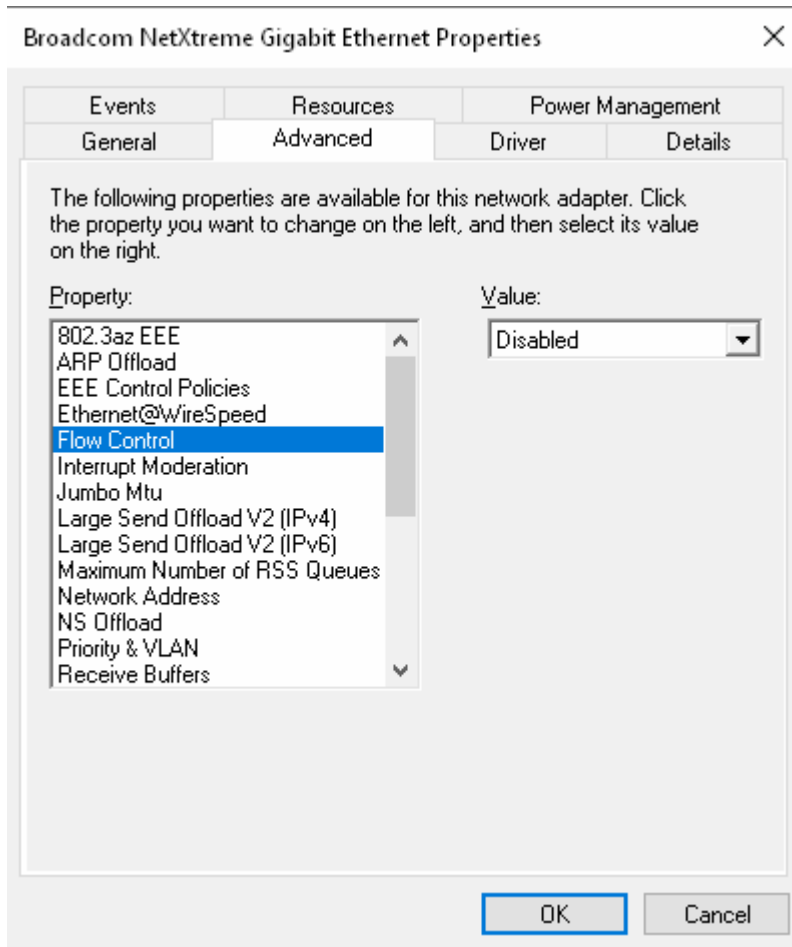 Broadcom NetXtreme Gigabit Ethernet Properties
Events Resources Power Management
General Advanced Driver Details
The following properties are available for this network adapter. Click
the property you want to change on the left, and then select its value
on the right.
Property: Value:
802.3az EEE Disabled
ARP Offload
EEE Control Policies
Ethernet@WireSpeed
Flow Control
Interrupt Moderation
Jumbo Mtu
Large Send Offload V2 (IPv4)
Large Send Offload V2 (IPv6)
Maximum Number of RSS Queues
Network Address
NS Offload
Priority & VLAN
Receive Buffers
OK Cancel